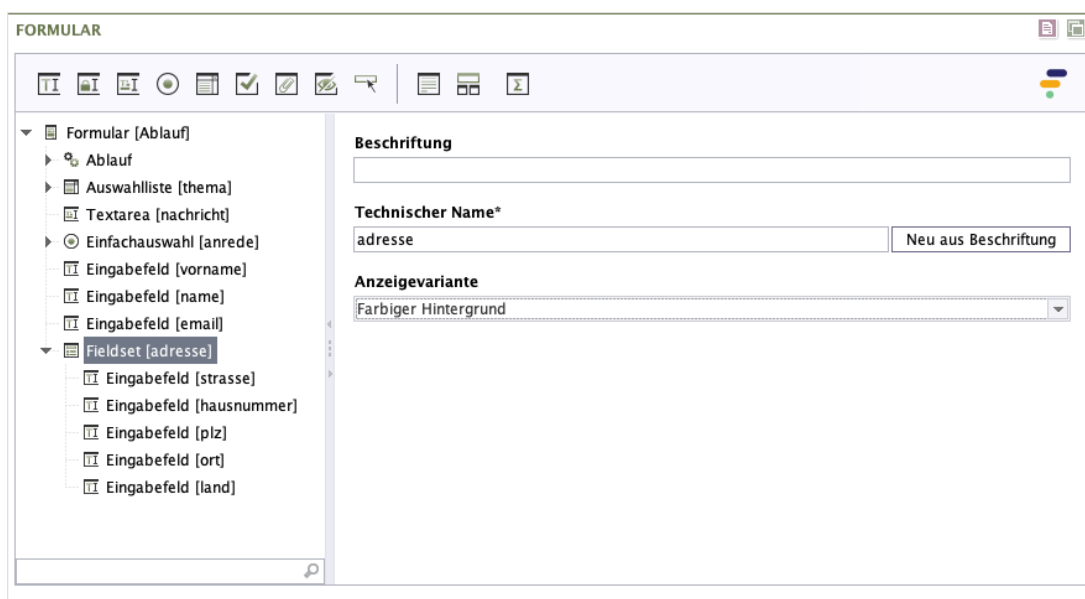 FORMULAR
Formular [Ablauf]
Ablauf
Auswahlliste [thema]
Textarea [nachricht]
Einfachauswahl [anrede]
Eingabefeld [vorname]
Eingabefeld [name]
Eingabefeld [email]
Fieldset [adresse]
Eingabefeld [strasse]
Eingabefeld [hausnummer]
Eingabefeld [plz]
Eingabefeld [ort]
Eingabefeld [land]
Beschriftung
Technischer Name*
adresse
Neu aus Beschriftung
Anzeigevariante
Farbiger Hintergrund